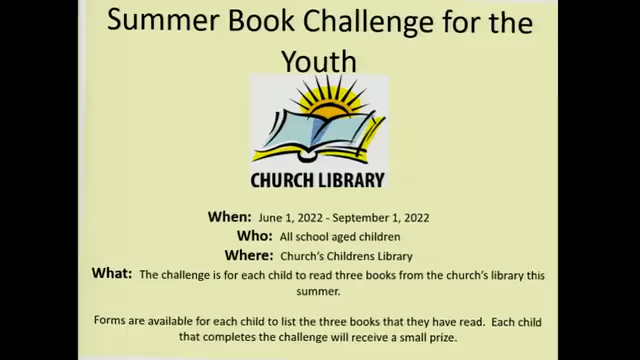 Summer Book Challenge for the
Youth
CHURCH LIBRARY
When: June 1, 2022 - September 1, 2022
Who: All school aged children
Where: Church's Childrens Library
What: The challenge is for each child to read three books from the church's library this
summer.
Forms are available for each child to list the three books that they have read. Each child
that completes the challenge will receive a small prize.